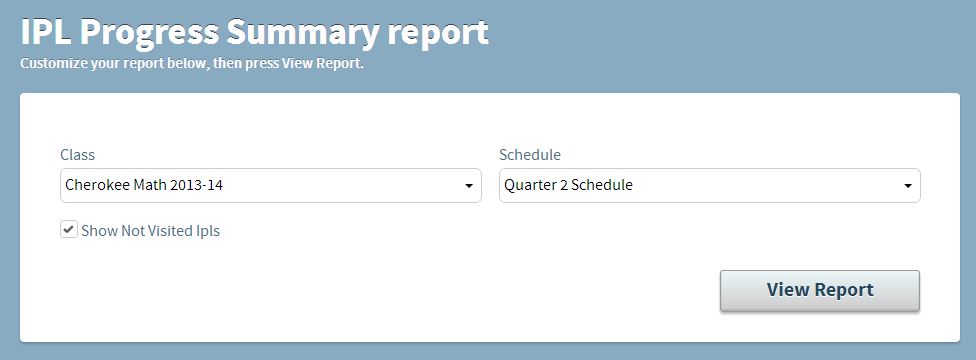 IPL Progress Summary report
Customize your report below, then press View Report.
Class
Schedule
Cherokee Math 2013-14
Quarter 2 Schedule
Show Not Visited Ipls
View Report